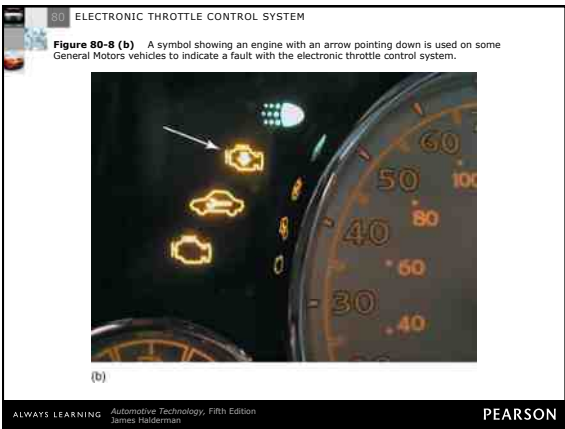 80 ELECTRONIC THROTTLE CONTROL SYSTEM
Figure 80-8 (b) A symbol showing an engine with an arrow pointing down is used on some
General Motors vehicles to indicate a fault with the electronic throttle control system.
60
50
100
40
80
60
30
40
(b)
ALWAYS LEARNING
Automotive Technology, Fifth Edition
James Halderman
PEARSON